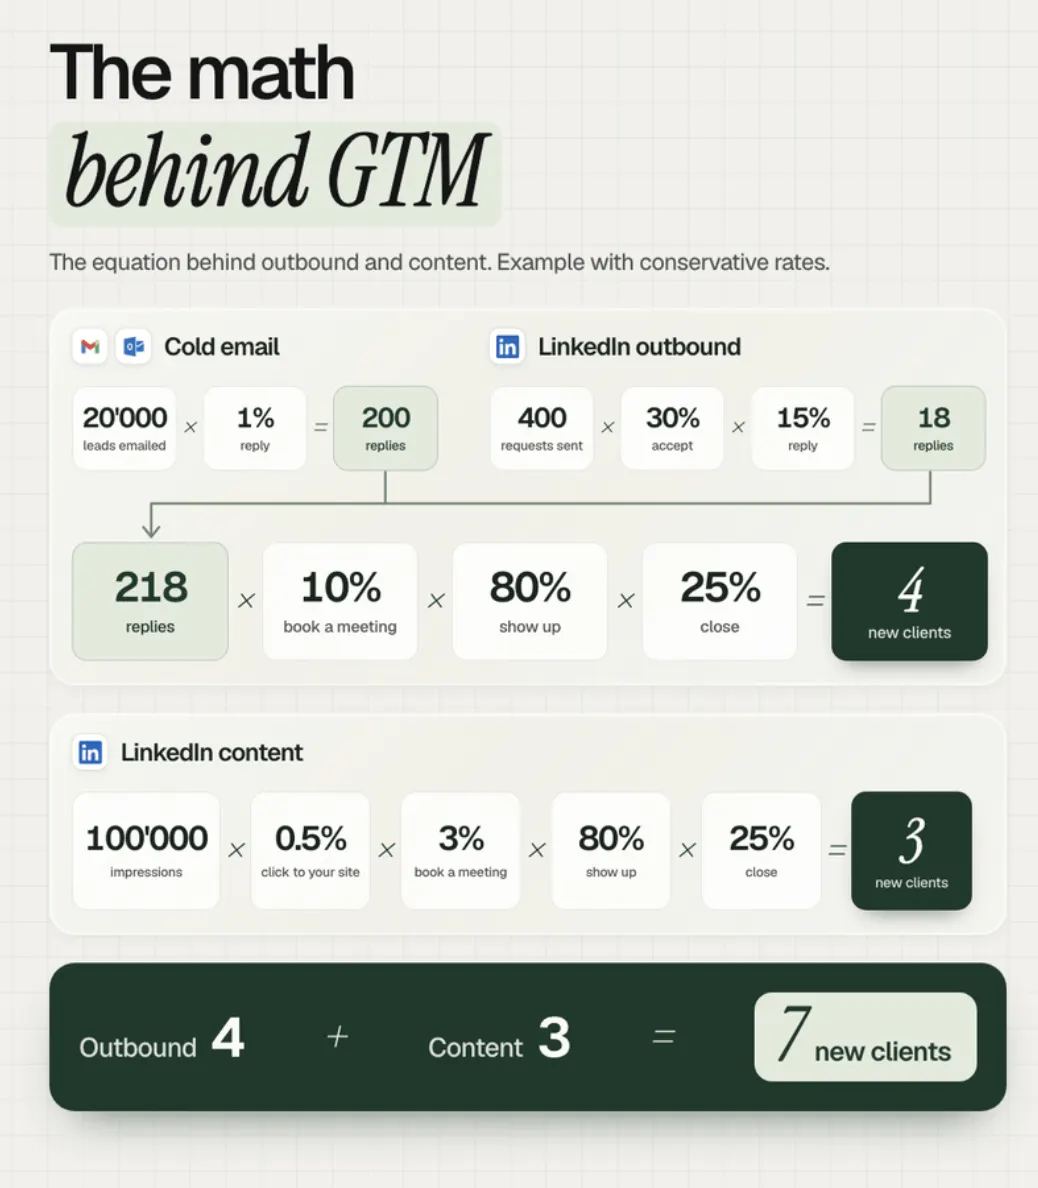 The math
behind GTM
The equation behind outbound and content. Example with conservative rates.
Cold email
20'000 × 1% = 200
leads emailed reply replies
LinkedIn outbound
400 × 30% × 15% = 18
requests sent accept reply replies
218 × 10% × 80% × 25% = 4
replies book a meeting show up close new clients
LinkedIn content
100'000 × 0.5% × 3% × 80% × 25% = 3
impressions click to your site book a meeting show up close new clients
Outbound 4 + Content 3 = 7 new clients